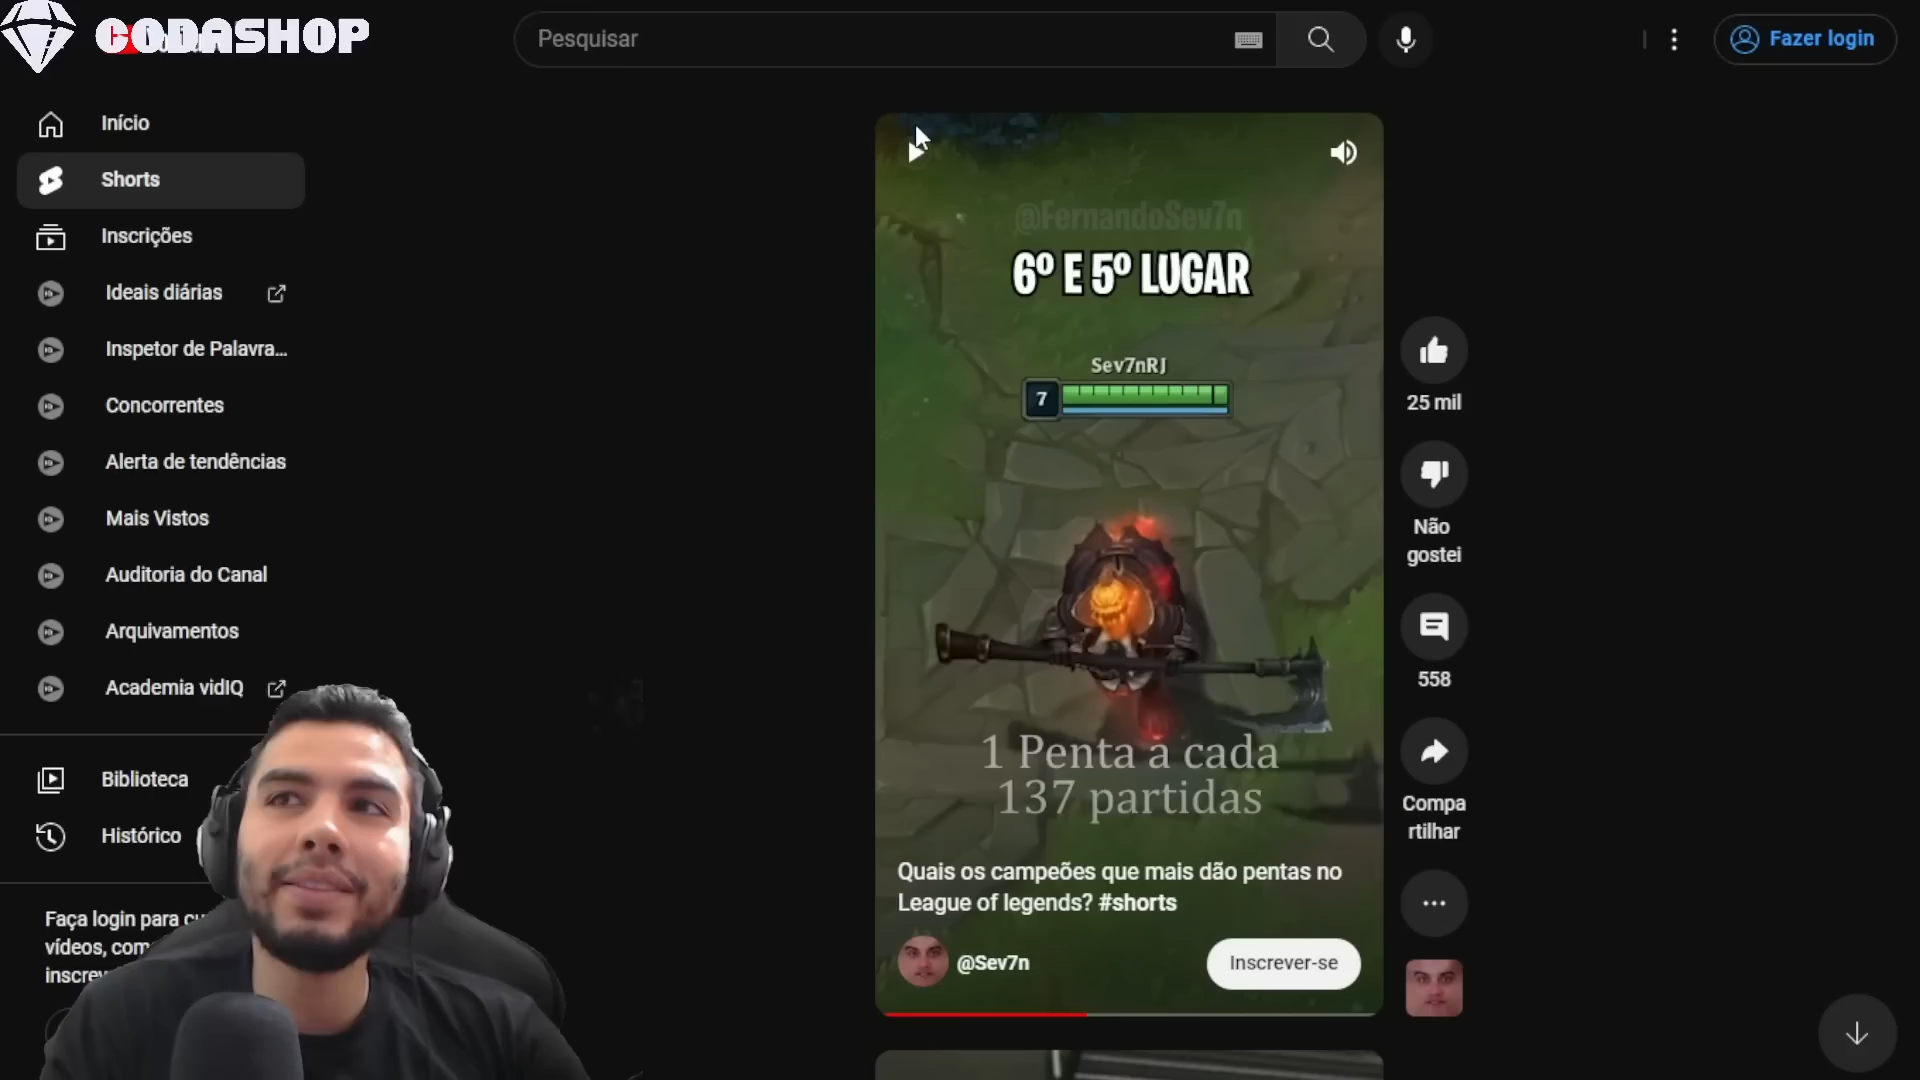 CODASHOP
Pesquisar
Fazer login
Início
Shorts
Inscrições
Ideais diárias
Inspetor de Palavra...
Concorrentes
Alerta de tendências
Mais Vistos
Auditoria do Canal
Arquivamentos
Academia vidIQ
Biblioteca
Histórico
Faça login para cu
vídeos, com
inscrev
@FernandoSev7n
6º E 5º LUGAR
Sev7nRJ
7
1 Penta a cada
137 partidas
Quais os campeões que mais dão pentas no
League of legends? #shorts
@Sev7n
Inscrever-se
25 mil
Não
gostei
558
Compa
rtilhar